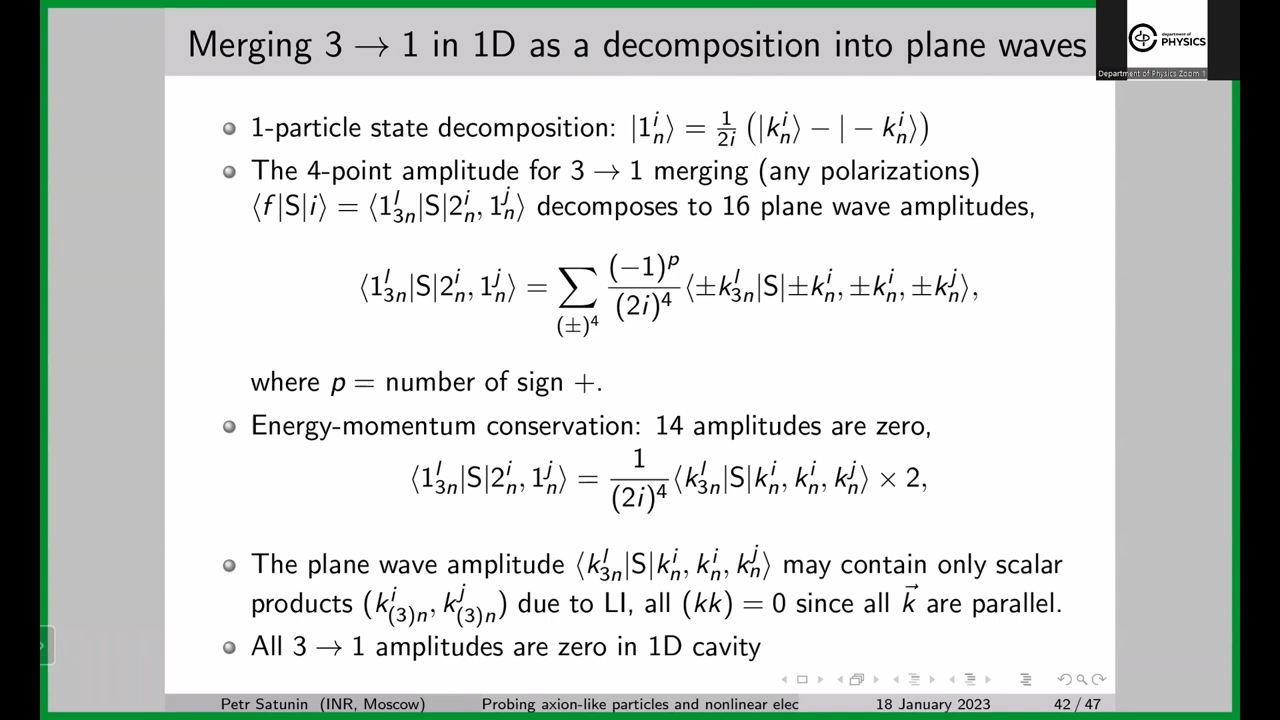 Merging 3 → 1 in 1D as a decomposition into plane waves
department of
PHYSICS
Department of Physics Zoom 1
1-particle state decomposition: |1ⁱₙ⟩ = 1/2i (|kⁱₙ⟩ − | − kⁱₙ⟩)
The 4-point amplitude for 3 → 1 merging (any polarizations)
⟨f|S|i⟩ = ⟨1ˡ₃ₙ|S|2ⁱₙ, 1ʲₙ⟩ decomposes to 16 plane wave amplitudes,
⟨1ˡ₃ₙ|S|2ⁱₙ, 1ʲₙ⟩ = ∑_(±)⁴ (−1)ᵖ/(2i)⁴ ⟨±kˡ₃ₙ|S|±kⁱₙ, ±kⁱₙ, ±kʲₙ⟩,
where p = number of sign +.
Energy-momentum conservation: 14 amplitudes are zero,
⟨1ˡ₃ₙ|S|2ⁱₙ, 1ʲₙ⟩ = 1/(2i)⁴ ⟨kˡ₃ₙ|S|kⁱₙ, kⁱₙ, kʲₙ⟩ × 2,
The plane wave amplitude ⟨kˡ₃ₙ|S|kⁱₙ, kⁱₙ, kʲₙ⟩ may contain only scalar
products (kⁱ₍₃₎ₙ, kʲ₍₃₎ₙ) due to LI, all (kk) = 0 since all k⃗ are parallel.
All 3 → 1 amplitudes are zero in 1D cavity
Petr Satunin (INR, Moscow) Probing axion-like particles and nonlinear elec 18 January 2023 42 / 47